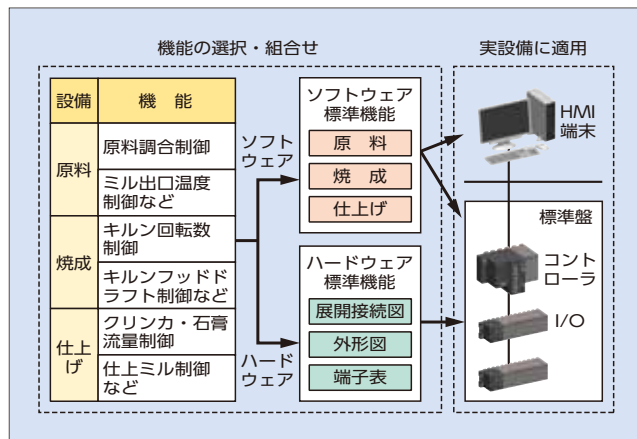 機能の選択・組合せ
設備
機　能
原料
原料調合制御
ミル出口温度
制御など
焼成
キルン回転数
制御
キルンフッドド
ラフト制御など
仕上
げ
クリンカ・石膏
流量制御
仕上ミル制御
など
ソフト
ウェア
ハード
ウェア
ソフトウェア
標準機能
原　料
焼　成
仕上げ
ハードウェア
標準機能
展開接続図
外形図
端子表
実設備に適用
HMI
端末
標準盤
コント
ローラ
I/O